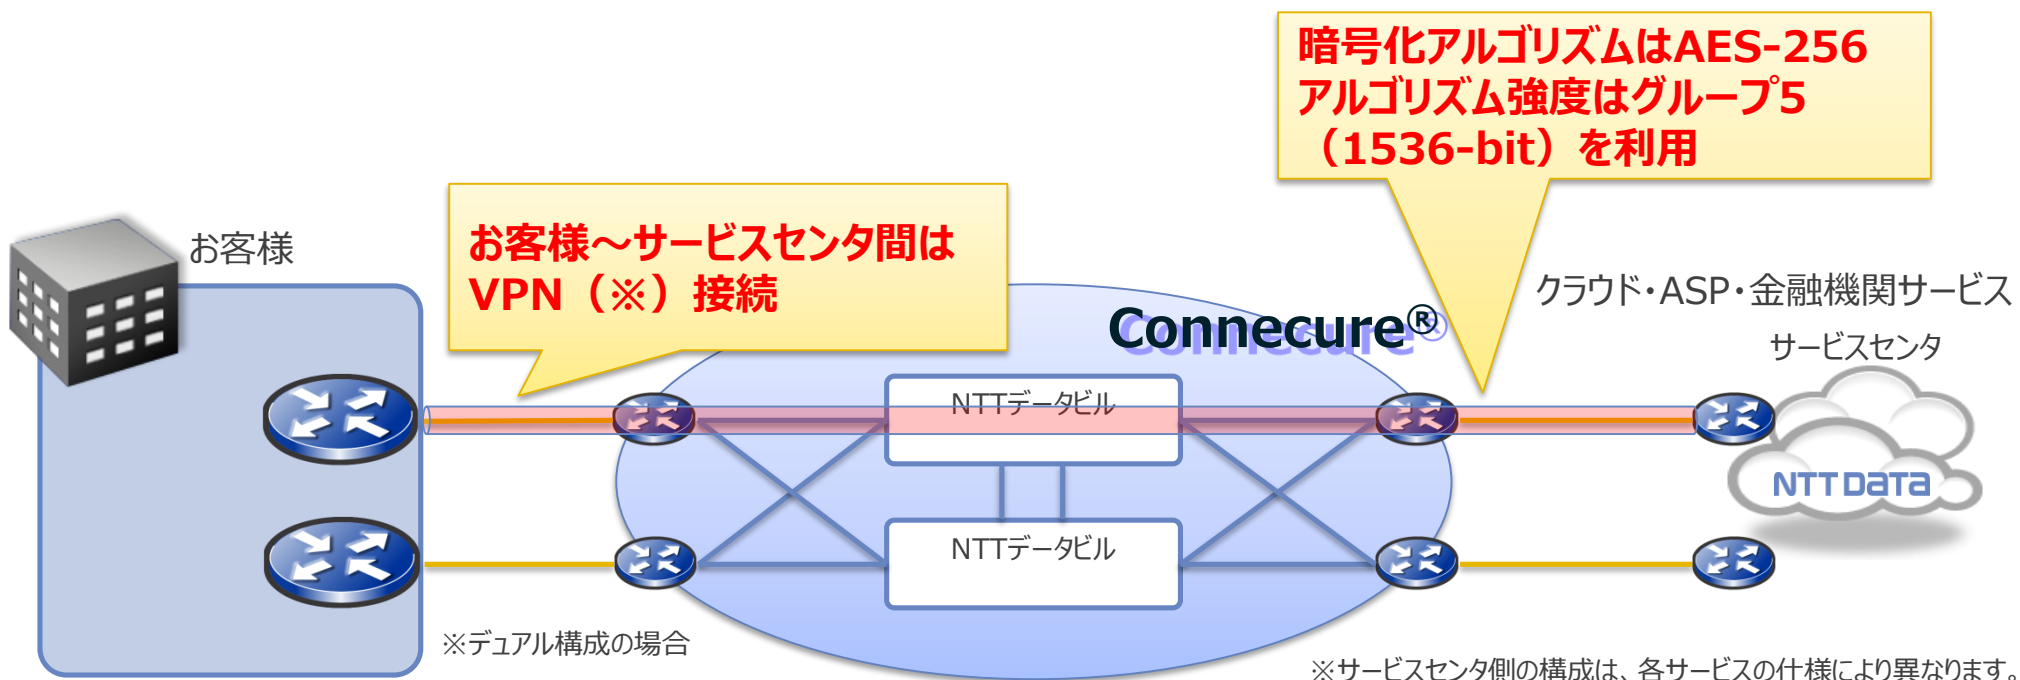 暗号化アルゴリズムはAES-256
アルゴリズム強度はグループ5
（1536-bit）を利用
お客様～サービスセンタ間は
VPN（※）接続
お客様
クラウド・ASP・金融機関サービス
Connecure®
サービスセンタ
NTTデータビル
NTT DATA
NTTデータビル
※デュアル構成の場合
※サービスセンタ側の構成は、各サービスの仕様により異なります。